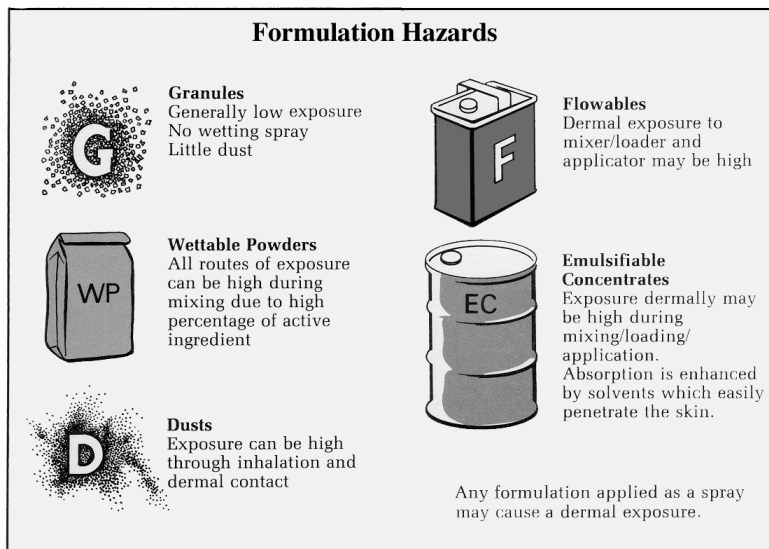 Formulation Hazards
G
Granules
Generally low exposure
No wetting spray
Little dust
WP
Wettable Powders
All routes of exposure
can be high during
mixing due to high
percentage of active
ingredient
D
Dusts
Exposure can be high
through inhalation and
dermal contact
F
Flowables
Dermal exposure to
mixer/loader and
applicator may be high
EC
Emulsifiable
Concentrates
Exposure dermally may
be high during
mixing/loading/
application.
Absorption is enhanced
by solvents which easily
penetrate the skin.
Any formulation applied as a spray
may cause a dermal exposure.